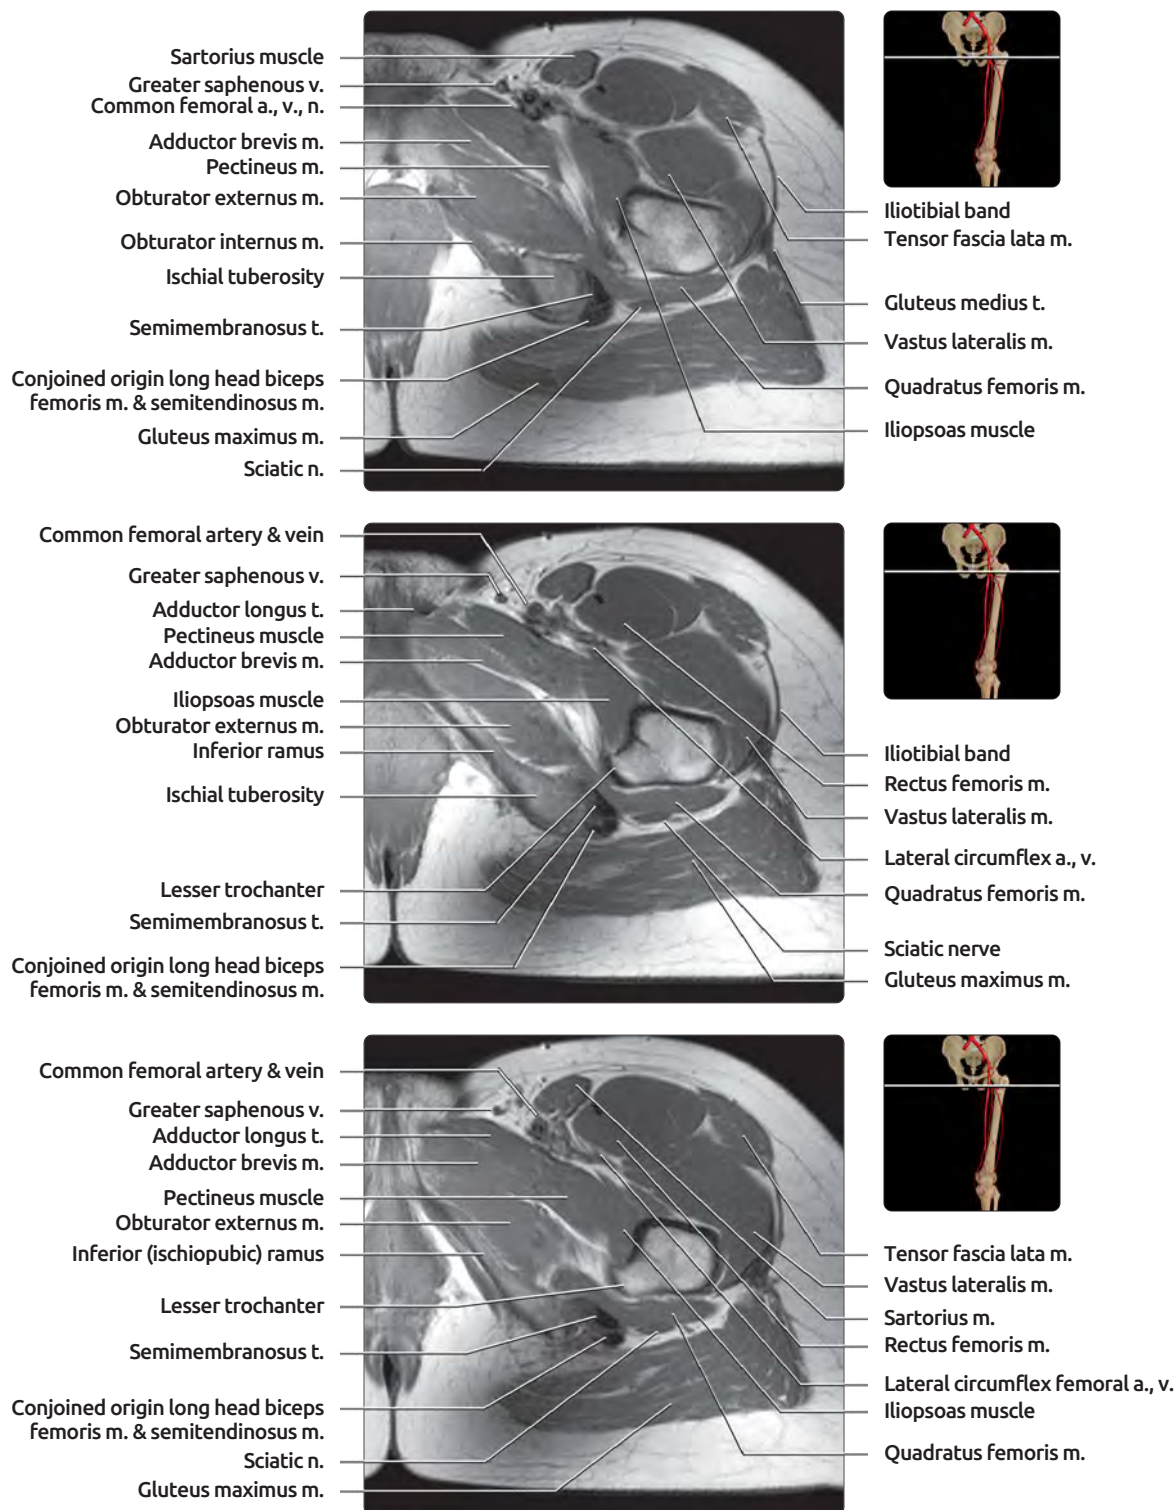 Sartorius muscle
Greater saphenous v.
Common femoral a., v., n.
Adductor brevis m.
Pectineus m.
Obturator externus m.
Obturator internus m.
Ischial tuberosity
Semimembranosus t.
Conjoined origin long head biceps
femoris m. & semitendinosus m.
Gluteus maximus m.
Sciatic n.
Iliotibial band
Tensor fascia lata m.
Gluteus medius t.
Vastus lateralis m.
Quadratus femoris m.
Iliopsoas muscle
Common femoral artery & vein
Greater saphenous v.
Adductor longus t.
Pectineus muscle
Adductor brevis m.
Iliopsoas muscle
Obturator externus m.
Inferior ramus
Ischial tuberosity
Lesser trochanter
Semimembranosus t.
Conjoined origin long head biceps
femoris m. & semitendinosus m.
Iliotibial band
Rectus femoris m.
Vastus lateralis m.
Lateral circumflex a., v.
Quadratus femoris m.
Sciatic nerve
Gluteus maximus m.
Common femoral artery & vein
Greater saphenous v.
Adductor longus t.
Adductor brevis m.
Pectineus muscle
Obturator externus m.
Inferior (ischiopubic) ramus
Lesser trochanter
Semimembranosus t.
Conjoined origin long head biceps
femoris m. & semitendinosus m.
Sciatic n.
Gluteus maximus m.
Tensor fascia lata m.
Vastus lateralis m.
Sartorius m.
Rectus femoris m.
Lateral circumflex femoral a., v.
Iliopsoas muscle
Quadratus femoris m.